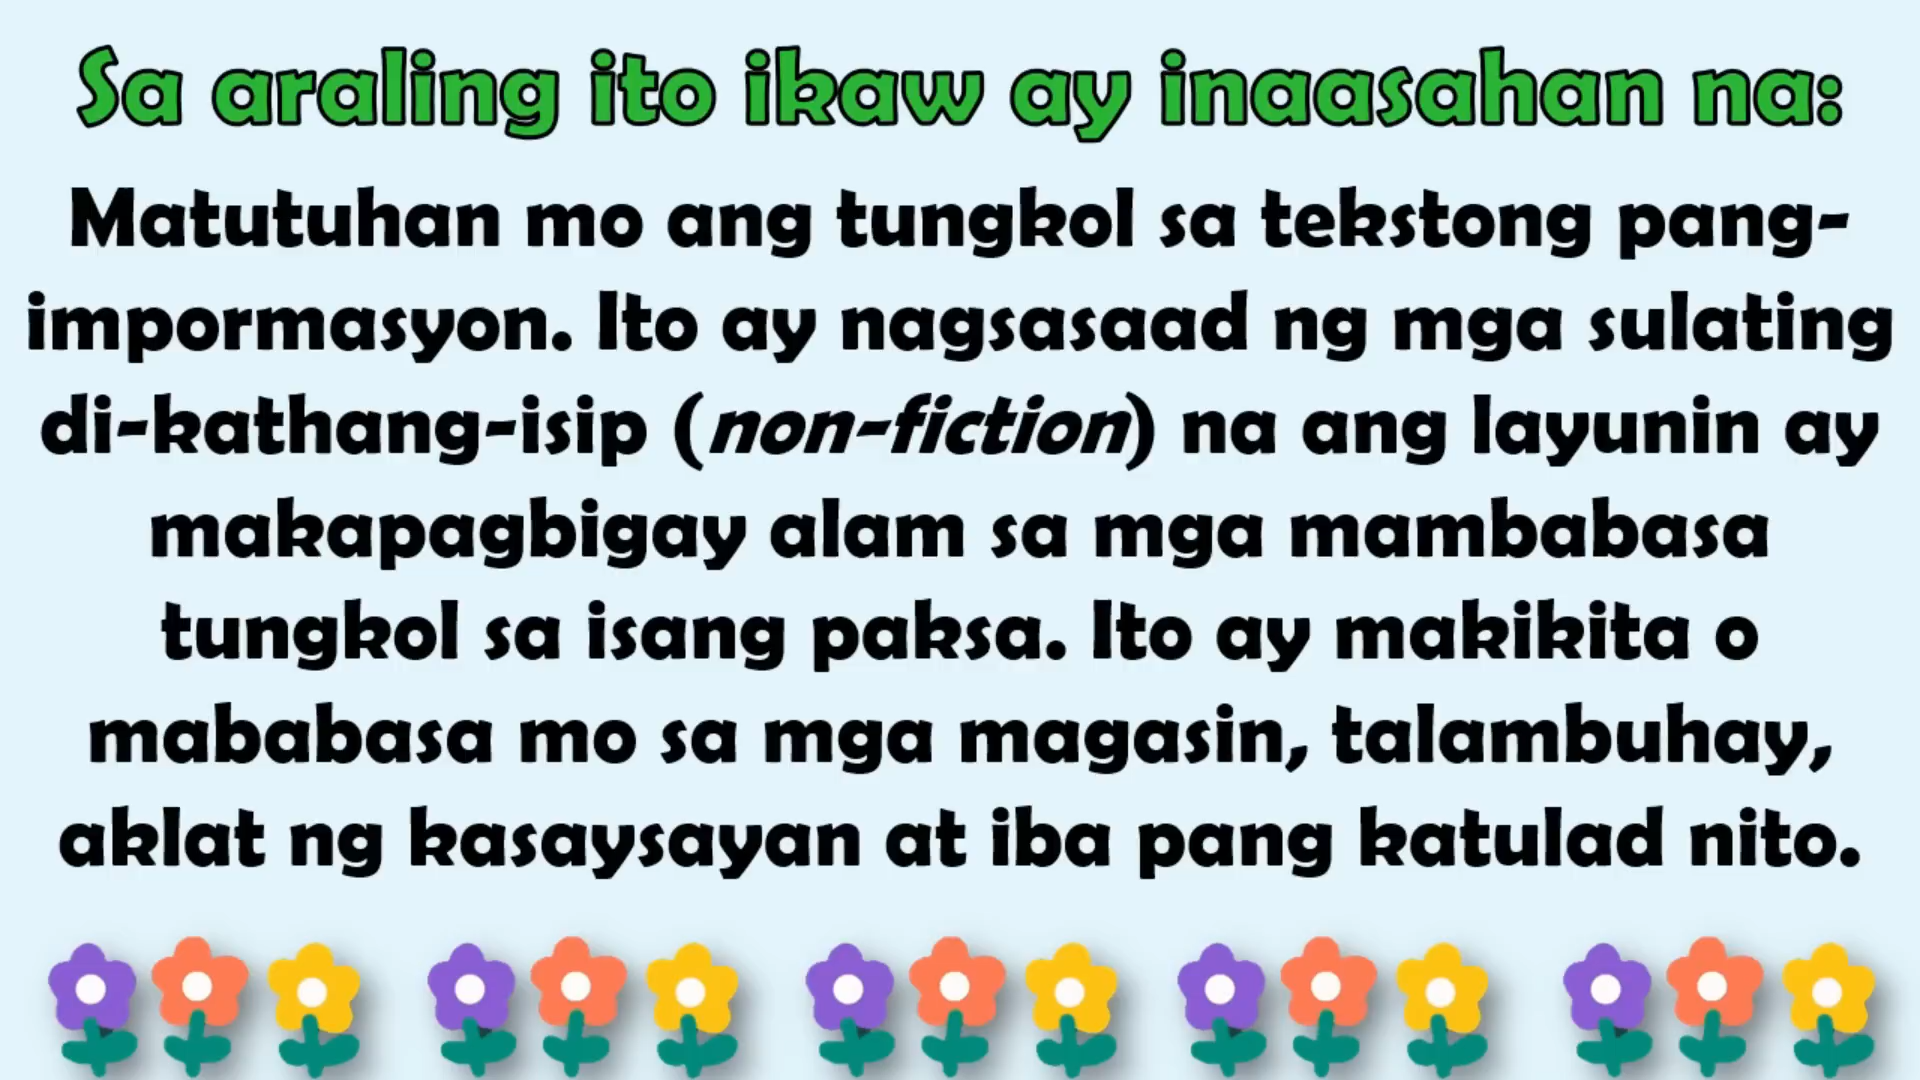 Sa araling ito ikaw ay inaasahan na:
Matutuhan mo ang tungkol sa tekstong pang-
impormasyon. Ito ay nagsasaad ng mga sulating
di-kathang-isip (non-fiction) na ang layunin ay
makapagbigay alam sa mga mambabasa
tungkol sa isang paksa. Ito ay makikita o
mababasa mo sa mga magasin, talambuhay,
aklat ng kasaysayan at iba pang katulad nito.